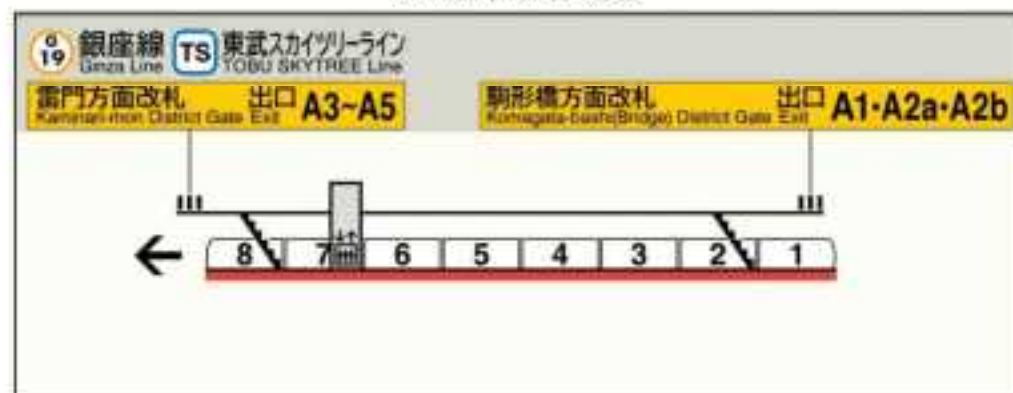 G 19 銀座線 TS 東武スカイツリーライン
Ginza Line TOBU SKYTREE Line
雷門方面改札 出口 A3~A5
Kaminari-mon District Gate Exit
駒形橋方面改札 出口 A1・A2a・A2b
Komagata-bashi(Bridge) District Gate Exit
8 7 6 5 4 3 2 1